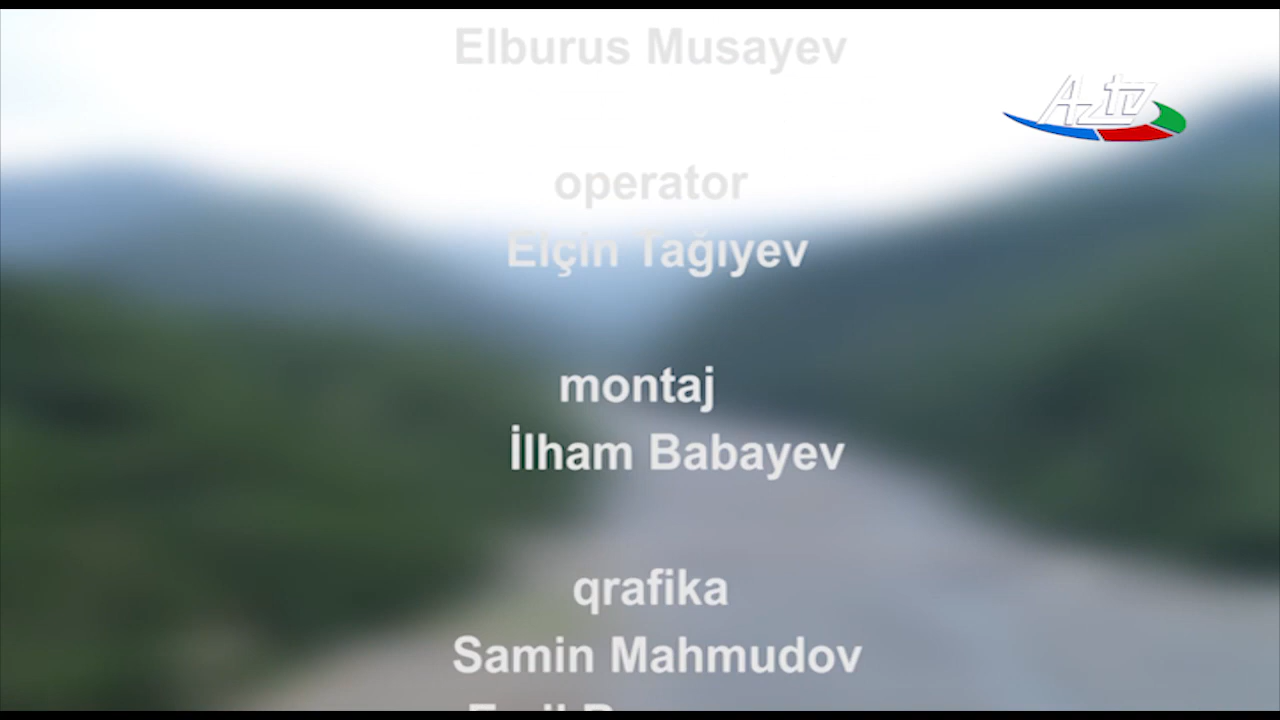 Elburus Musayev
AzTV
operator
Elçin Tağıyev
montaj
İlham Babayev
qrafika
Samin Mahmudov